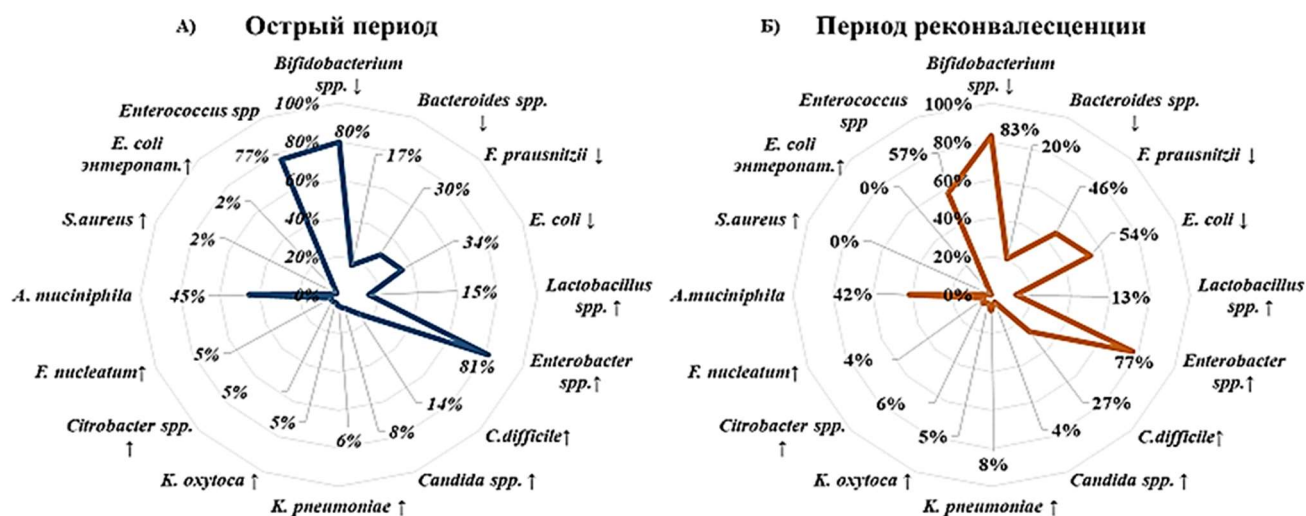 А) Острый период
Bifidobacterium
spp. ↓
100%
80%
60%
40%
20%
0%
80%
Bacteroides spp.
↓
17%
F. prausnitzii ↓
30%
E. coli ↓
34%
Lactobacillus
spp. ↑
15%
Enterobacter
spp.↑
81%
C.difficile↑
14%
Candida spp. ↑
8%
K. pneumoniae ↑
6%
K. oxytoca ↑
5%
Citrobacter spp.
↑
5%
F. nucleatum↑
5%
A. muciniphila
45%
S.aureus ↑
2%
E. coli
энтеропат.↑
2%
Enterococcus spp
77%
Б) Период реконвалесценции
Bifidobacterium
spp. ↓
100%
80%
60%
40%
20%
0%
83%
Bacteroides spp.
↓
20%
F. prausnitzii ↓
46%
E. coli ↓
54%
Lactobacillus
spp. ↑
13%
Enterobacter
spp.↑
77%
C.difficile↑
27%
Candida spp. ↑
4%
K. pneumoniae ↑
8%
K. oxytoca ↑
5%
Citrobacter spp.
↑
6%
F. nucleatum↑
4%
A.muciniphila
42%
S.aureus ↑
0%
E. coli
энтеропат.↑
0%
Enterococcus
spp
57%